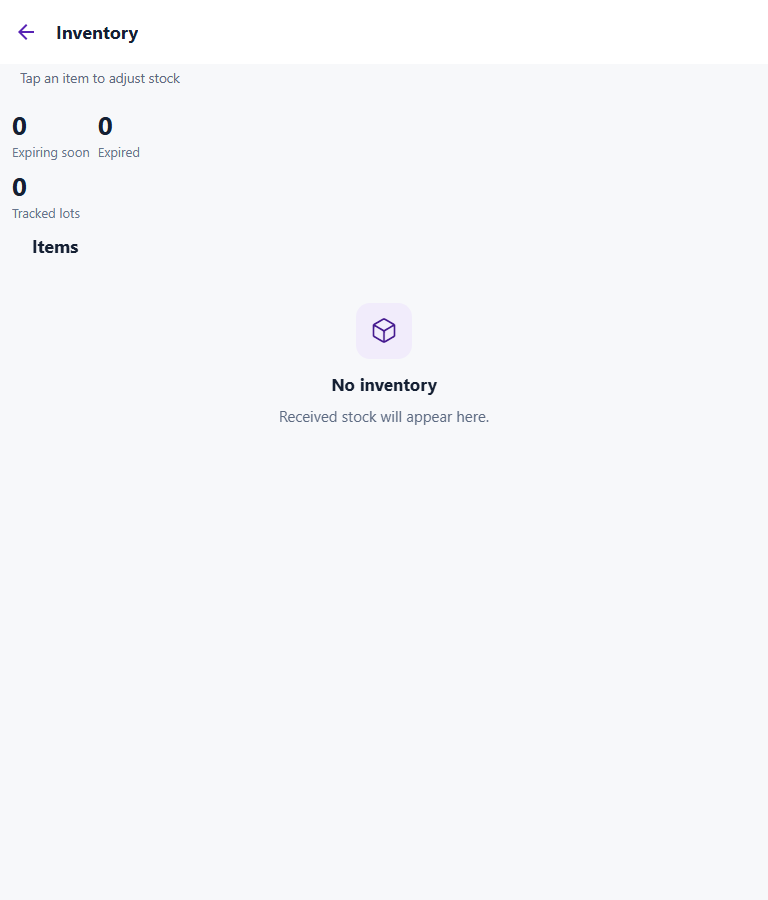 Inventory
Tap an item to adjust stock
0 0
Expiring soon Expired
0
Tracked lots
Items
No inventory
Received stock will appear here.